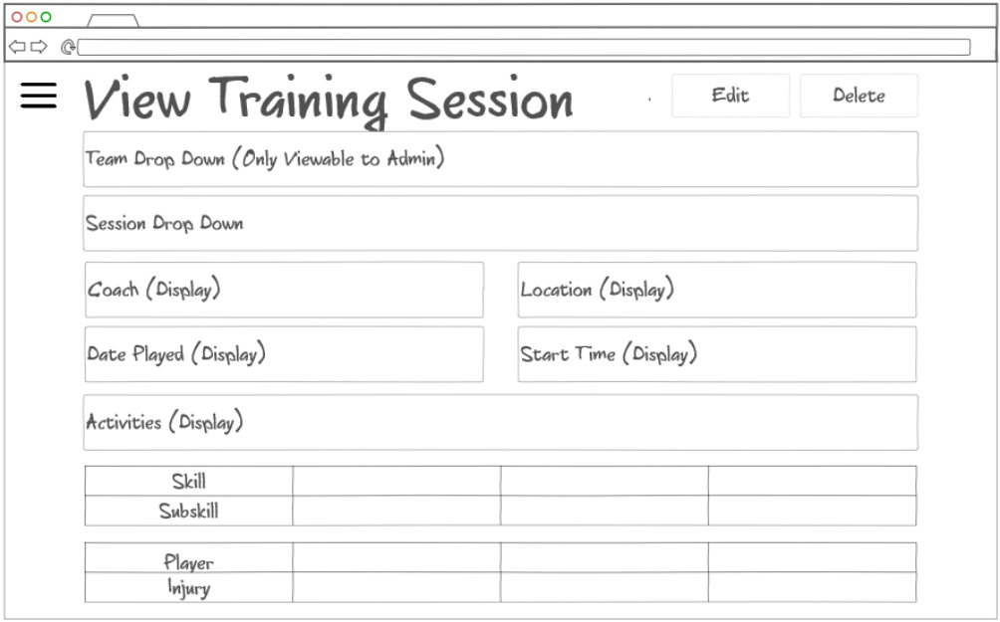 View Training Session
Edit
Delete
Team Drop Down (Only Viewable to Admin)
Session Drop Down
Coach (Display)
Location (Display)
Date Played (Display)
Start Time (Display)
Activities (Display)
Skill
Subskill
Player
Injury